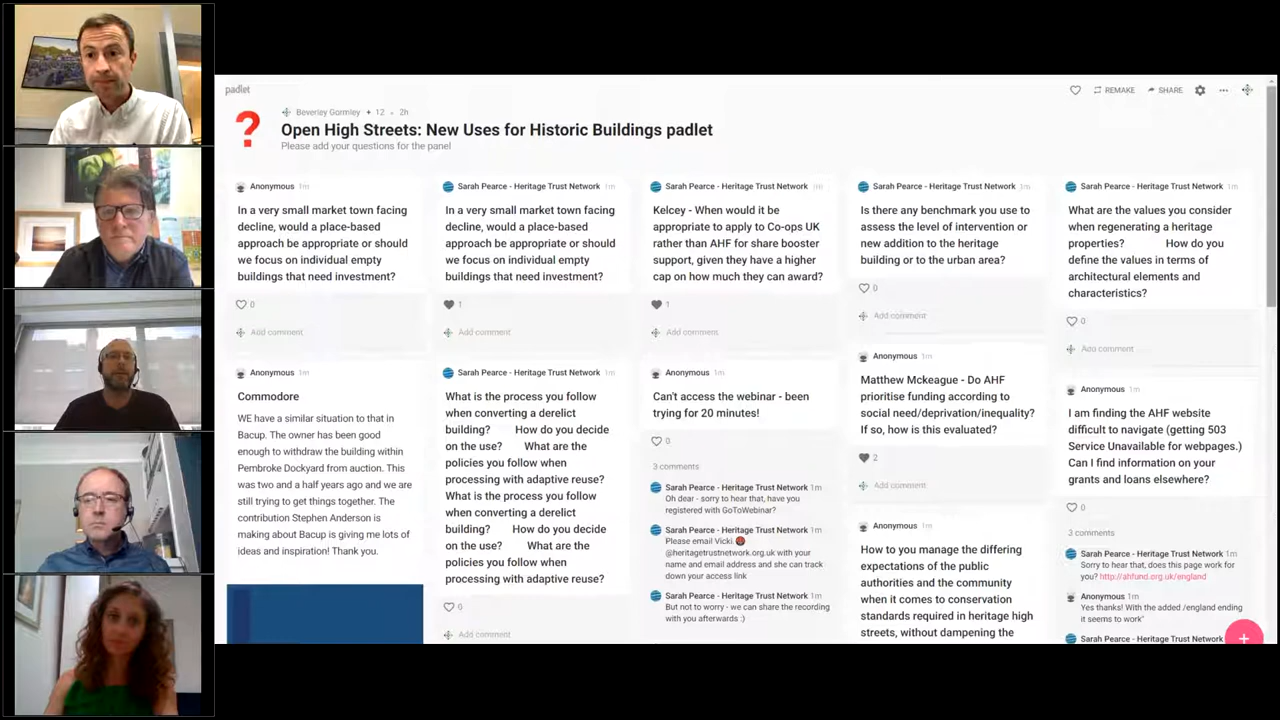 padlet
REMAKE
SHARE
Beverley Gormley + 12 • 2h
?
Open High Streets: New Uses for Historic Buildings padlet
Please add your questions for the panel
Anonymous 1m
In a very small market town facing
decline, would a place-based
approach be appropriate or should
we focus on individual empty
buildings that need investment?
0
Add comment
Anonymous 1m
Commodore
WE have a similar situation to that in
Bacup. The owner has been good
enough to withdraw the building within
Pembroke Dockyard from auction. This
was two and a half years ago and we are
still trying to get things together. The
contribution Stephen Anderson is
making about Bacup is giving me lots of
ideas and inspiration! Thank you.
Sarah Pearce - Heritage Trust Network 1m
In a very small market town facing
decline, would a place-based
approach be appropriate or should
we focus on individual empty
buildings that need investment?
1
Add comment
Sarah Pearce - Heritage Trust Network 1m
What is the process you follow
when converting a derelict
building? How do you decide
on the use? What are the
policies you follow when
processing with adaptive reuse?
What is the process you follow
when converting a derelict
building? How do you decide
on the use? What are the
policies you follow when
processing with adaptive reuse?
0
Add comment
Sarah Pearce - Heritage Trust Network 1m
Kelcey - When would it be
appropriate to apply to Co-ops UK
rather than AHF for share booster
support, given they have a higher
cap on how much they can award?
1
Add comment
Anonymous 1m
Can't access the webinar - been
trying for 20 minutes!
0
3 comments
Sarah Pearce - Heritage Trust Network 1m
Oh dear - sorry to hear that, have you
registered with GoToWebinar?
Sarah Pearce - Heritage Trust Network 1m
Please email Vicki.
@heritagetrustnetwork.org.uk with your
name and email address and she can track
down your access link
Sarah Pearce - Heritage Trust Network 1m
But not to worry - we can share the recording
with you afterwards :)
Sarah Pearce - Heritage Trust Network 1m
Is there any benchmark you use to
assess the level of intervention or
new addition to the heritage
building or to the urban area?
0
Add comment
Anonymous 1m
Matthew Mckeague - Do AHF
prioritise funding according to
social need/deprivation/inequality?
If so, how is this evaluated?
2
Add comment
Anonymous 1m
How to you manage the differing
expectations of the public
authorities and the community
when it comes to conservation
standards required in heritage high
streets, without dampening the
Sarah Pearce - Heritage Trust Network 1m
What are the values you consider
when regenerating a heritage
properties? How do you
define the values in terms of
architectural elements and
characteristics?
0
Add comment
Anonymous 1m
I am finding the AHF website
difficult to navigate (getting 503
Service Unavailable for webpages.)
Can I find information on your
grants and loans elsewhere?
0
3 comments
Sarah Pearce - Heritage Trust Network 1m
Sorry to hear that, does this page work for
you? http://ahfund.org.uk/england
Anonymous 1m
Yes thanks! With the added /england ending
it seems to work"
Sarah Pearce - Heritage Trust Network 1m